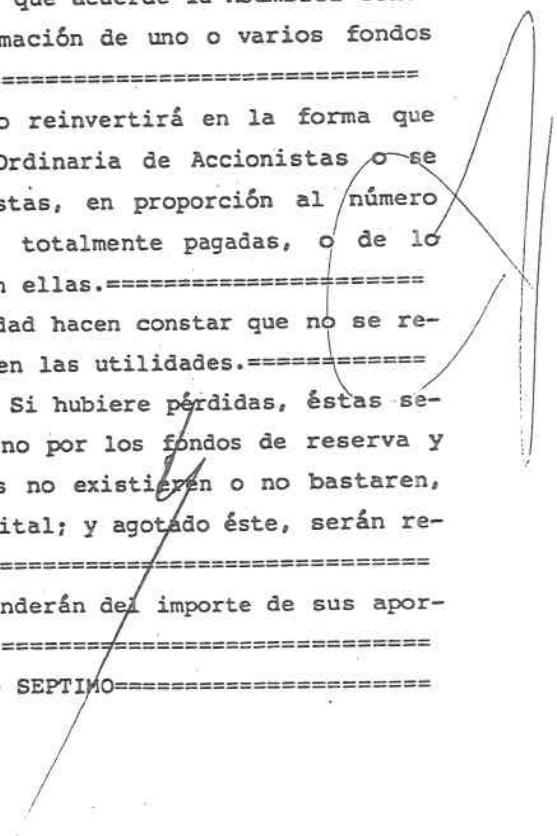 que acuerde la Asamblea
mación de uno o varios fondos
==============================
o reinvertirá en la forma que
Ordinaria de Accionistas o se
stas, en proporción al número
totalmente pagadas, o de lo
n ellas.=======================
dad hacen constar que no se re-
en las utilidades.=============
Si hubiere pérdidas, éstas se-
no por los fondos de reserva y
s no existieren o no bastaren,
ital; y agotado éste, serán re-
===============================
nderán del importe de sus apor-
===============================
SEPTIMO=======================